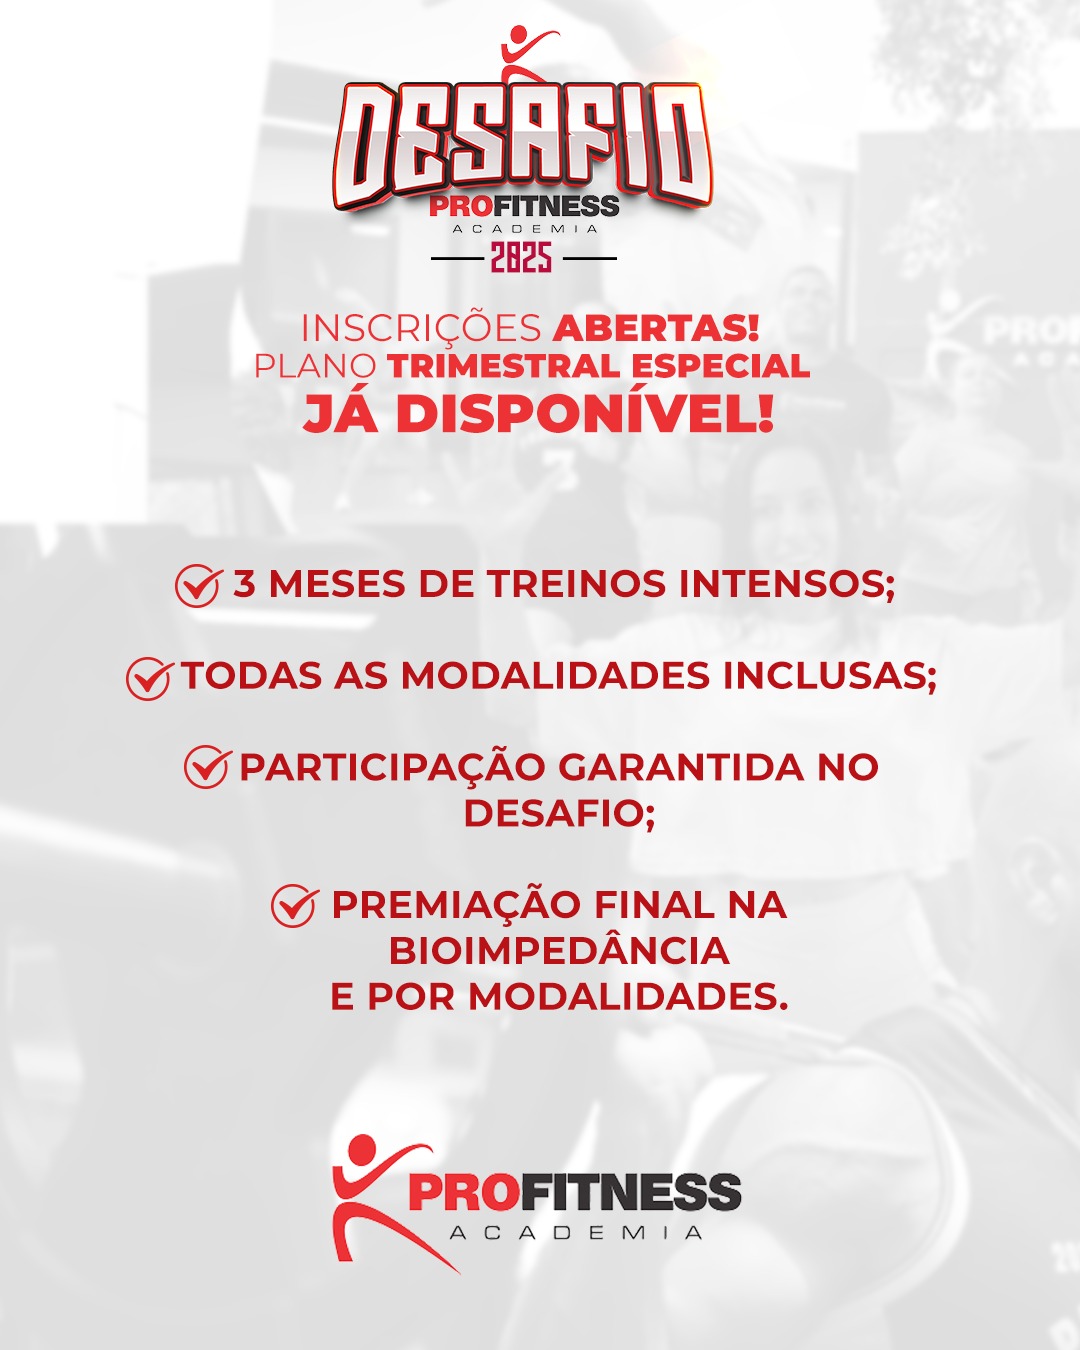 DESAFIO
PROFITNESS
ACADEMIA
2025
INSCRIÇÕES ABERTAS!
PLANO TRIMESTRAL ESPECIAL
JÁ DISPONÍVEL!
3 MESES DE TREINOS INTENSOS;
TODAS AS MODALIDADES INCLUSAS;
PARTICIPAÇÃO GARANTIDA NO
DESAFIO;
PREMIAÇÃO FINAL NA
BIOIMPEDÂNCIA
E POR MODALIDADES.
PROFITNESS
ACADEMIA